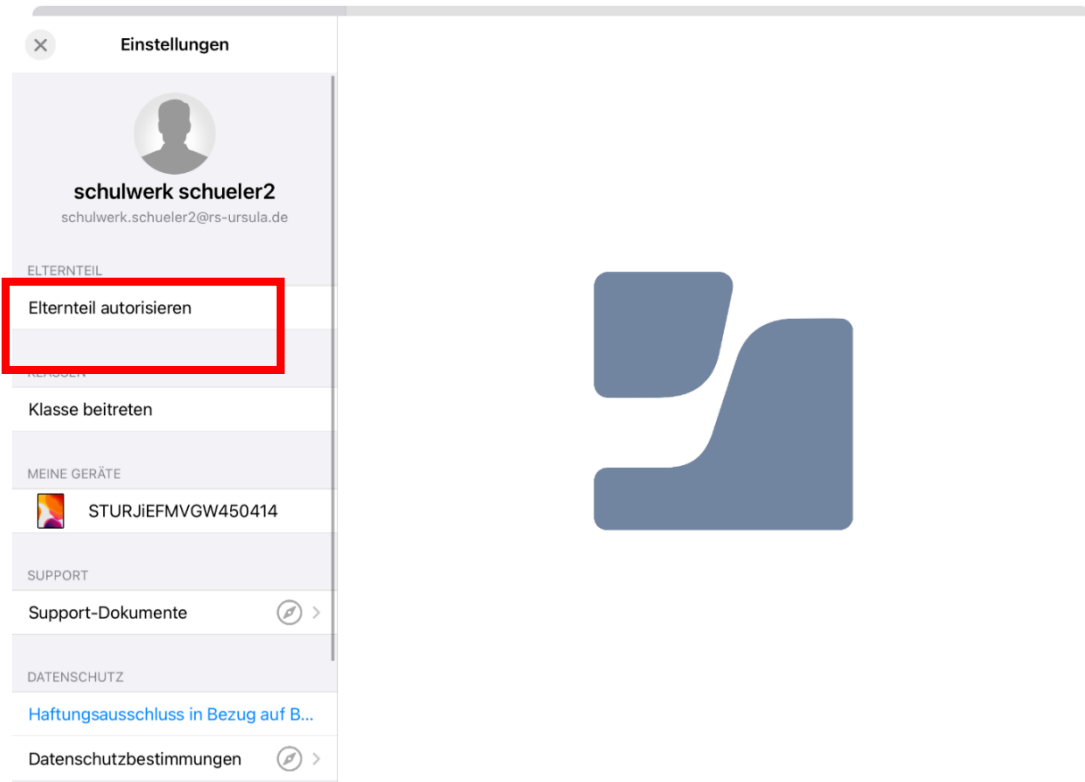 Einstellungen
schulwerk schueler2
schulwerk.schueler2@rs-ursula.de
ELTERNTEIL
Elternteil autorisieren
KLASSEN
Klasse beitreten
MEINE GERÄTE
STURJiEFMVGW450414
SUPPORT
Support-Dokumente
DATENSCHUTZ
Haftungsausschluss in Bezug auf B...
Datenschutzbestimmungen